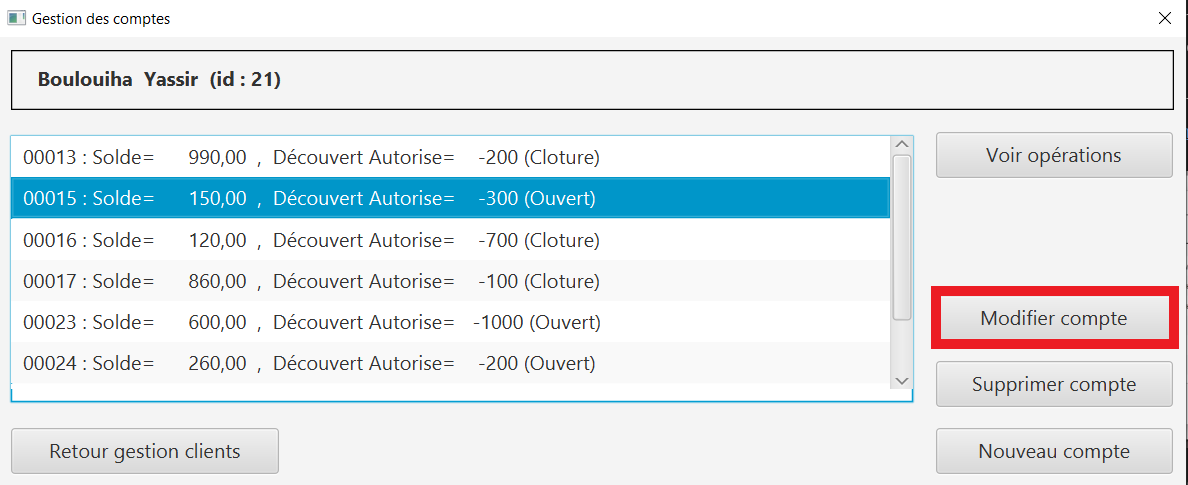 Gestion des comptes
Boulouiha Yassir (id : 21)
00013 : Solde= 990,00 , Découvert Autorise= -200 (Cloture)
00015 : Solde= 150,00 , Découvert Autorise= -300 (Ouvert)
00016 : Solde= 120,00 , Découvert Autorise= -700 (Cloture)
00017 : Solde= 860,00 , Découvert Autorise= -100 (Cloture)
00023 : Solde= 600,00 , Découvert Autorise= -1000 (Ouvert)
00024 : Solde= 260,00 , Découvert Autorise= -200 (Ouvert)
Voir opérations
Modifier compte
Supprimer compte
Retour gestion clients
Nouveau compte